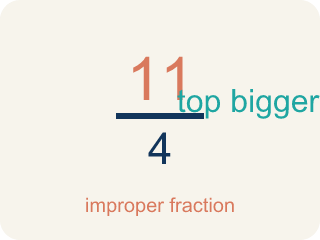 11
top bigger
4
improper fraction